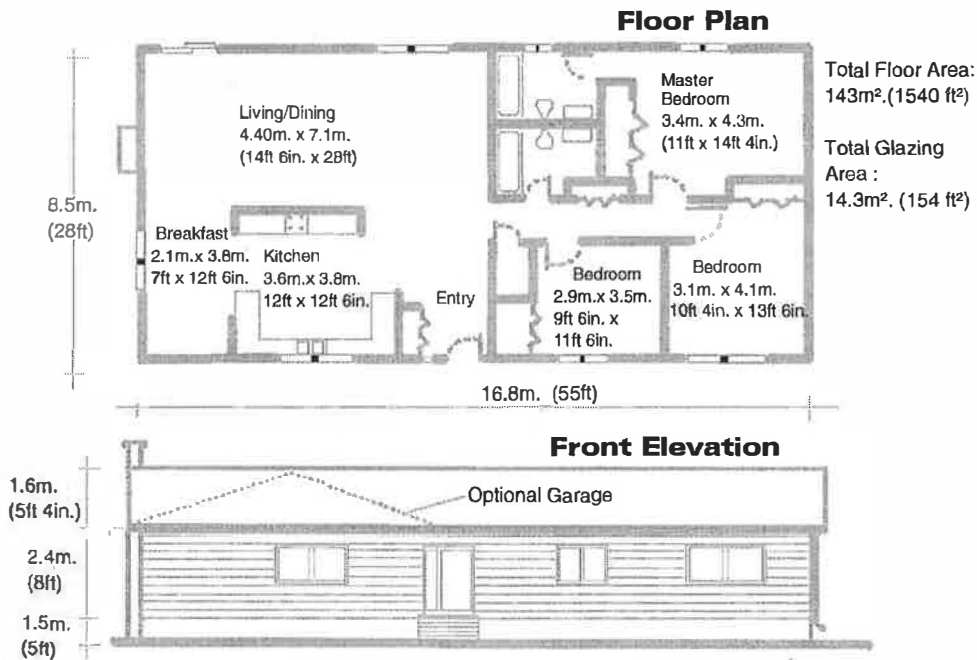 Floor Plan
Total Floor Area:
143m².(1540 ft²)
Total Glazing
Area :
14.3m². (154 ft²)
Living/Dining
4.40m. x 7.1m.
(14ft 6in. x 28ft)
Master
Bedroom
3.4m. x 4.3m.
(11ft x 14ft 4in.)
8.5m.
(28ft)
Breakfast
2.1m.x 3.8m.
7ft x 12ft 6in.
Kitchen
3.6m.x 3.8m.
12ft x 12ft 6in.
Entry
Bedroom
2.9m.x 3.5m.
9ft 6in. x
11ft 6in.
Bedroom
3.1m. x 4.1m.
10ft 4in. x 13ft 6in.
16.8m. (55ft)
Front Elevation
1.6m.
(5ft 4in.)
Optional Garage
2.4m.
(8ft)
1.5m.
(5ft)